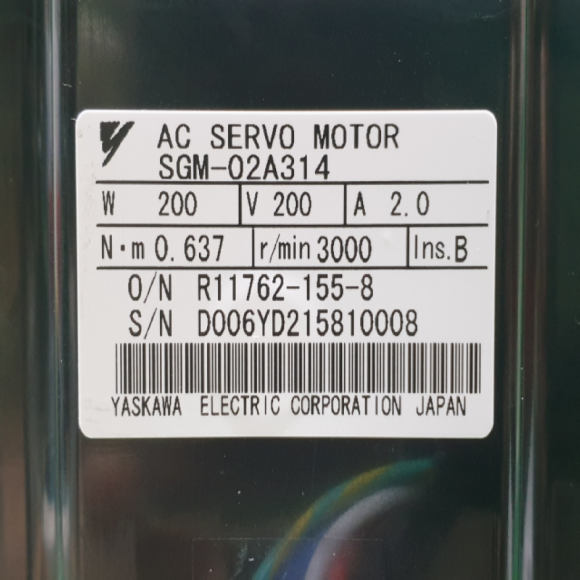 AC SERVO MOTOR
SGM-02A314
W 200 V 200 A 2.0
N·m 0.637 r/min 3000 Ins. B
O/N R11762-155-8
S/N D006YD215810008
YASKAWA ELECTRIC CORPORATION JAPAN